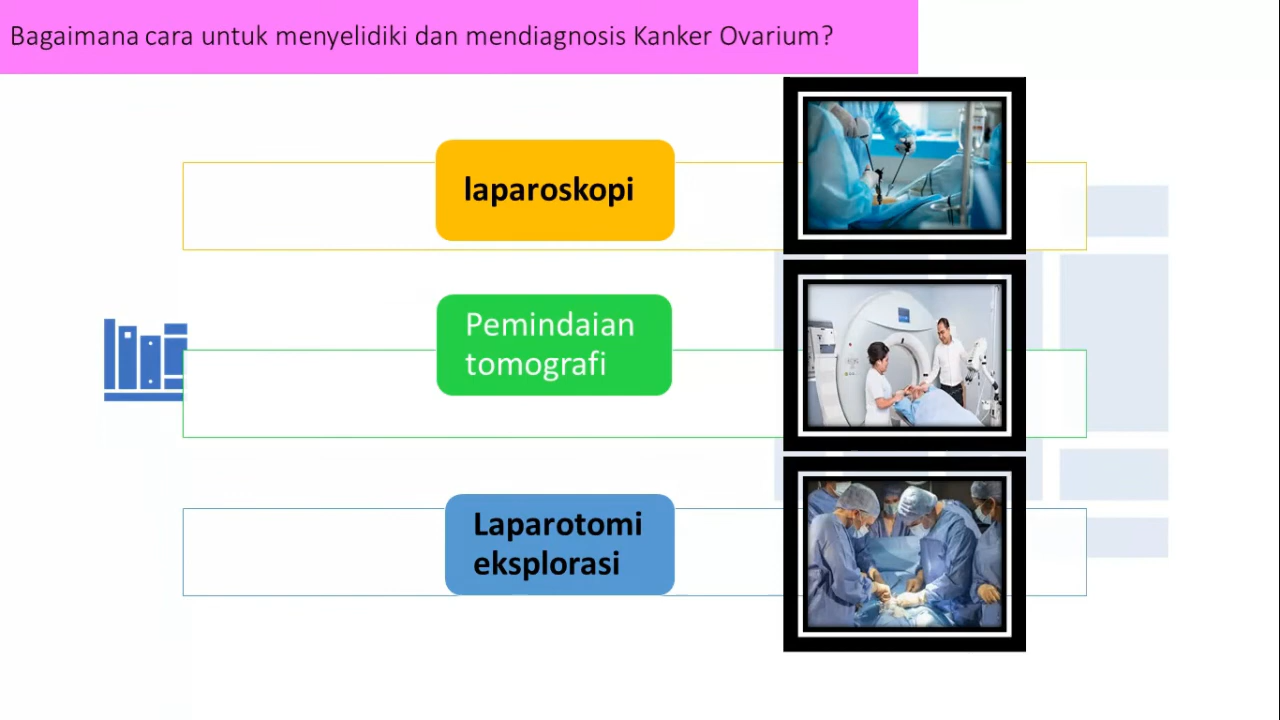 Bagaimana cara untuk menyelidiki dan mendiagnosis Kanker Ovarium?
laparoskopi
Pemindaian
tomografi
Laparotomi
eksplorasi